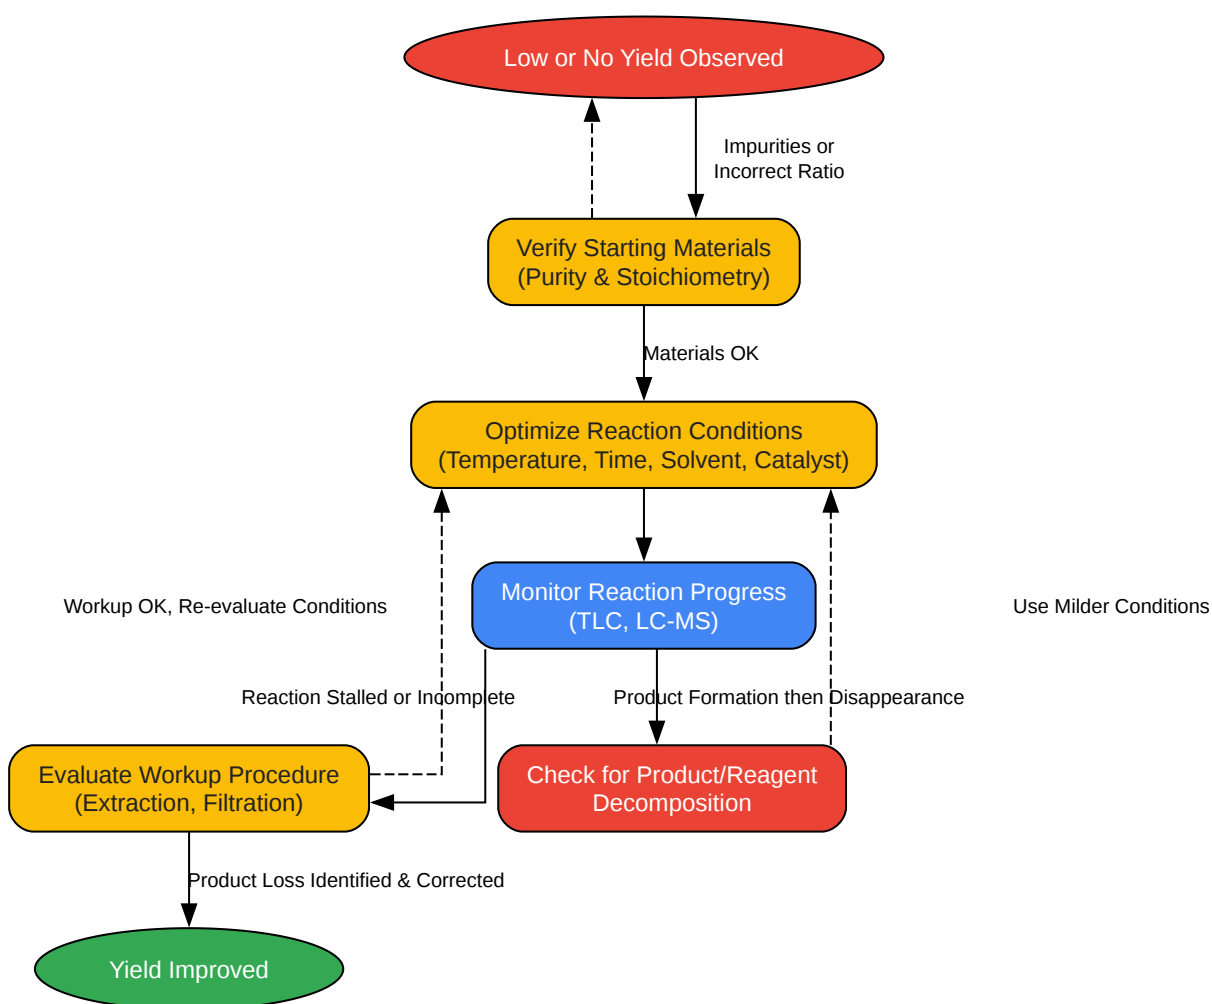 Low or No Yield Observed
Impurities or
Incorrect Ratio
Verify Starting Materials
(Purity & Stoichiometry)
Materials OK
Optimize Reaction Conditions
(Temperature, Time, Solvent, Catalyst)
Monitor Reaction Progress
(TLC, LC-MS)
Workup OK, Re-evaluate Conditions
Use Milder Conditions
Reaction Stalled or Incomplete
Product Formation then Disappearance
Evaluate Workup Procedure
(Extraction, Filtration)
Check for Product/Reagent
Decomposition
Product Loss Identified & Corrected
Yield Improved